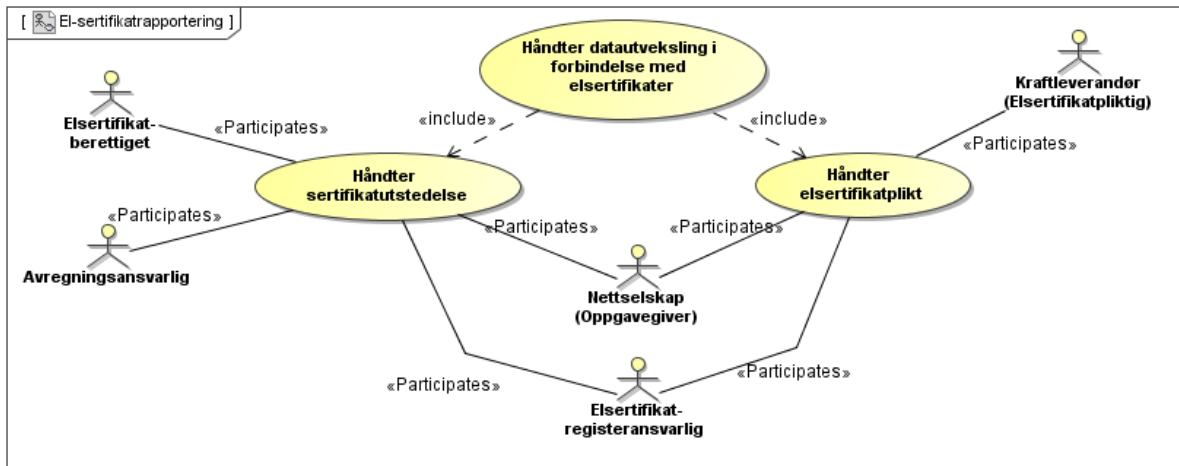 [ El-sertifikatrapportering ]
Håndter datautveksling i
forbindelse med
elsertifikater
Kraftleverandør
(Elsertifikatpliktig)
Elsertifikat-
berettiget
«Participates»
«include»
«include»
«Participates»
Håndter
sertifikatutstedelse
Håndter
elsertifikatplikt
«Participates»
Avregningsansvarlig
«Participates»
«Participates»
Nettselskap
(Oppgavegiver)
«Participates»
«Participates»
Elsertifikat-
registeransvarlig